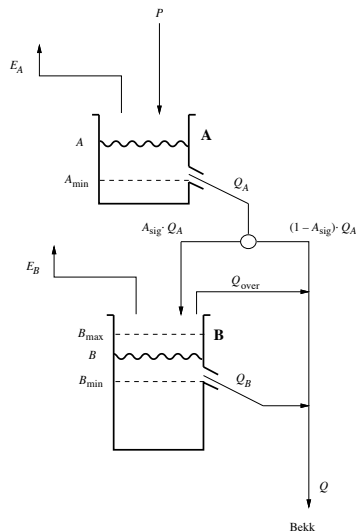 P
E_A
A
A
A_min
Q_A
A_sig · Q_A
(1 – A_sig) · Q_A
E_B
Q_over
B_max
B
B
B_min
Q_B
Q
Bekk